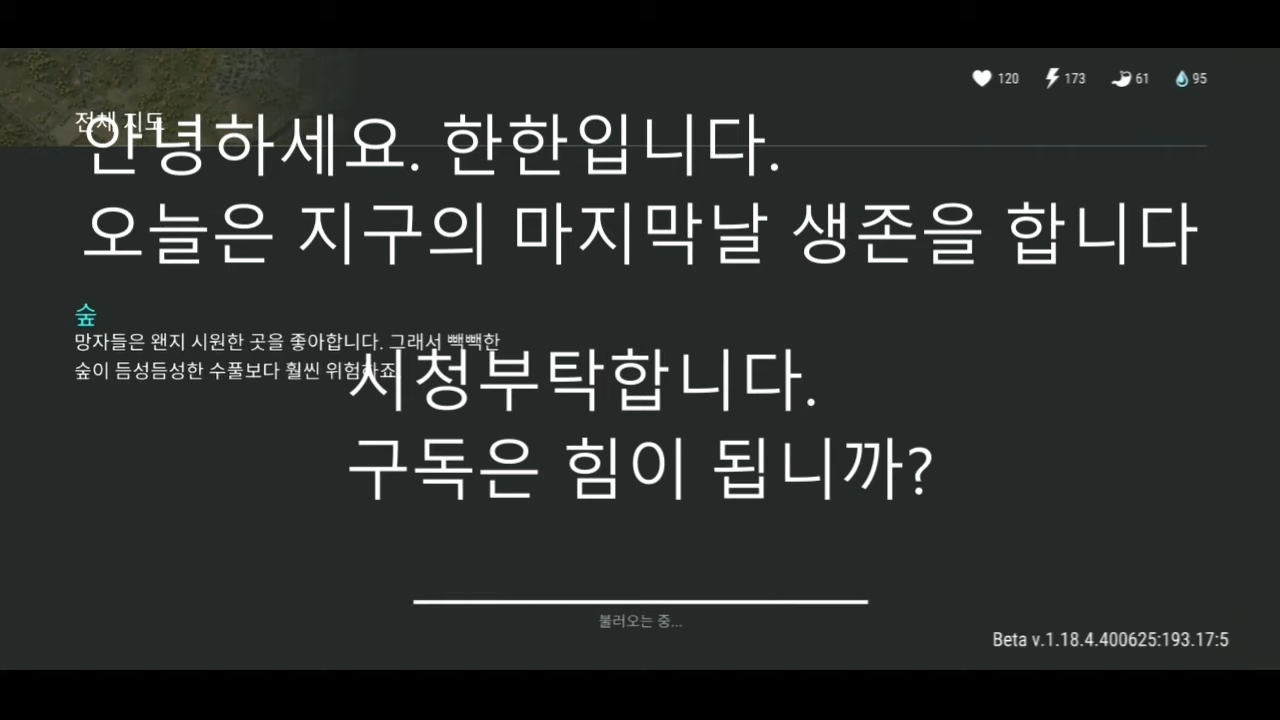 120 173 61 95
전체 지도
안녕하세요. 한한입니다.
오늘은 지구의 마지막날 생존을 합니다
숲
망자들은 왠지 시원한 곳을 좋아합니다. 그래서 빽빽한
숲이 듬성듬성한 수풀보다 훨씬 위험하죠.
시청부탁합니다.
구독은 힘이 됩니까?
불러오는 중...
Beta v.1.18.4.400625:193.17:5